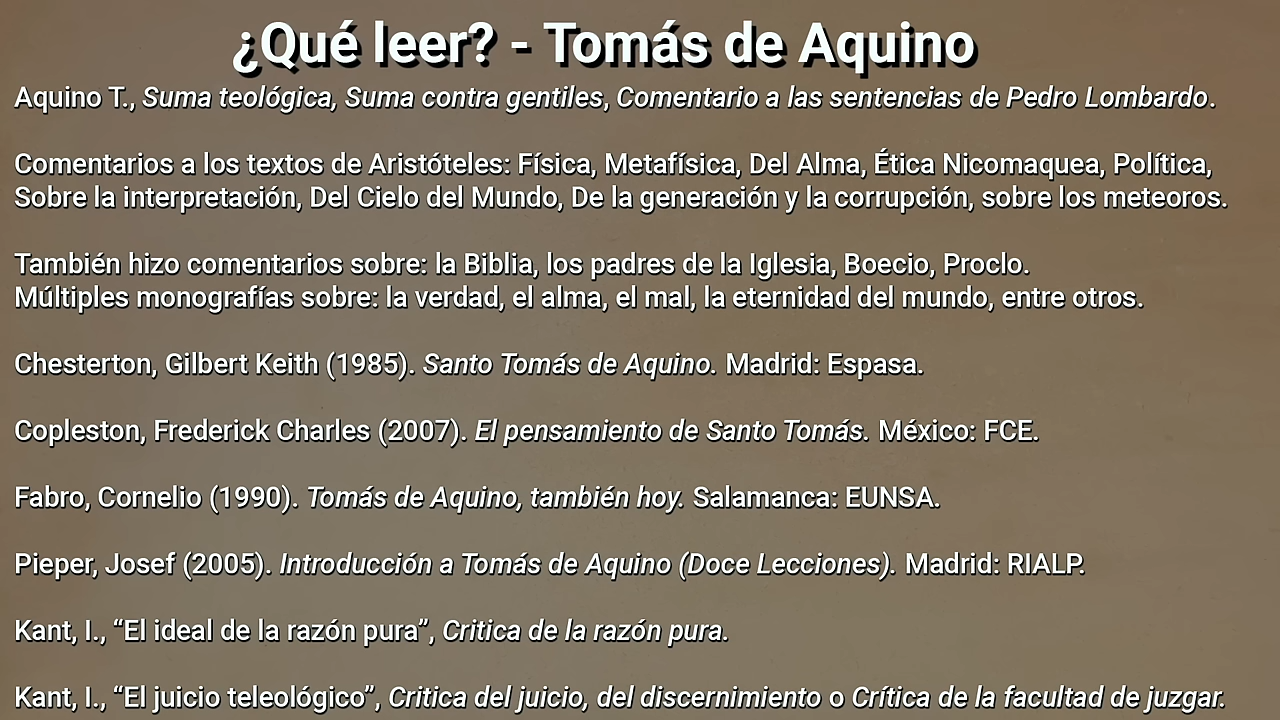 ¿Qué leer? - Tomás de Aquino
Aquino T., Suma teológica, Suma contra gentiles, Comentario a las sentencias de Pedro Lombardo.
Comentarios a los textos de Aristóteles: Física, Metafísica, Del Alma, Ética Nicomaquea, Política,
Sobre la interpretación, Del Cielo del Mundo, De la generación y la corrupción, sobre los meteoros.
También hizo comentarios sobre: la Biblia, los padres de la Iglesia, Boecio, Proclo.
Múltiples monografías sobre: la verdad, el alma, el mal, la eternidad del mundo, entre otros.
Chesterton, Gilbert Keith (1985). Santo Tomás de Aquino. Madrid: Espasa.
Copleston, Frederick Charles (2007). El pensamiento de Santo Tomás. México: FCE.
Fabro, Cornelio (1990). Tomás de Aquino, también hoy. Salamanca: EUNSA.
Pieper, Josef (2005). Introducción a Tomás de Aquino (Doce Lecciones). Madrid: RIALP.
Kant, I., “El ideal de la razón pura”, Critica de la razón pura.
Kant, I., “El juicio teleológico”, Critica del juicio, del discernimiento o Crítica de la facultad de juzgar.